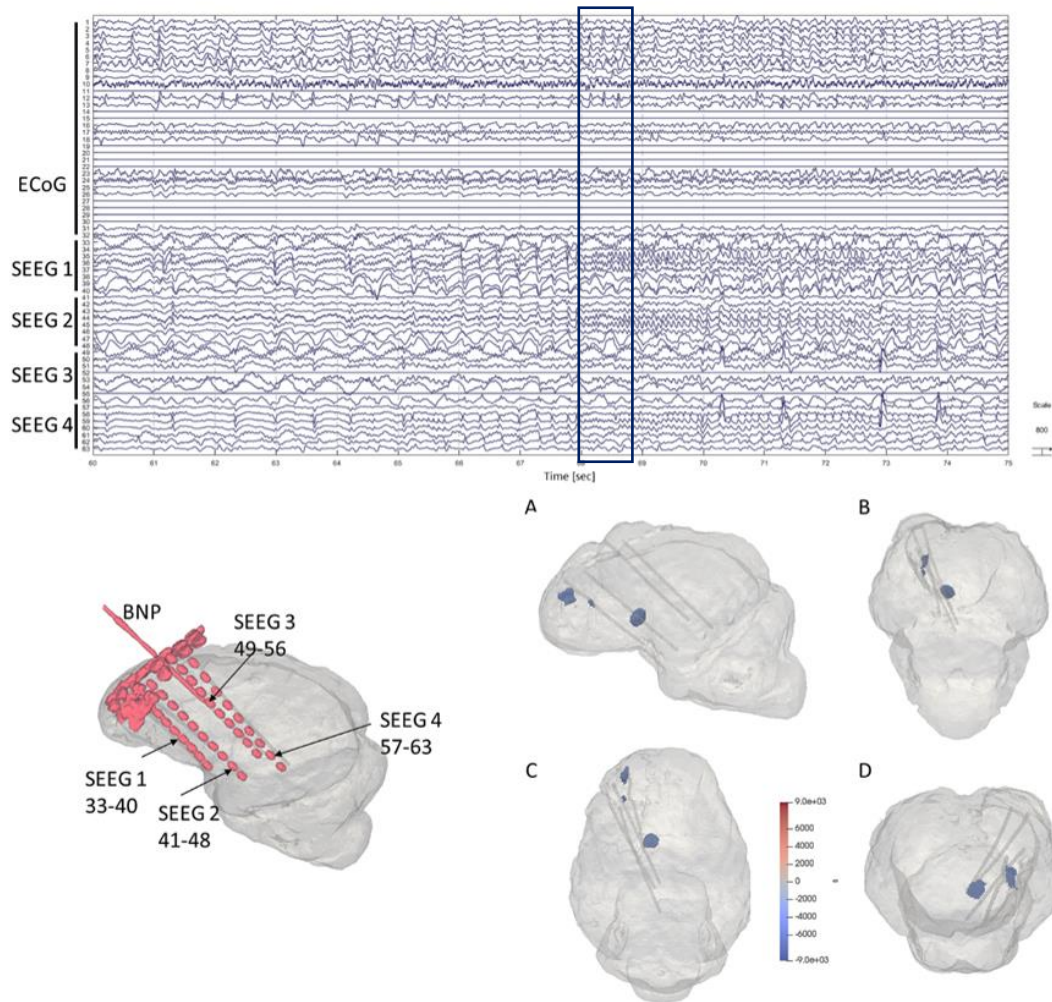 ECoG
SEEG 1
SEEG 2
SEEG 3
SEEG 4
60 61 62 63 64 65 66 67 68 69 70 71 72 73 74 75
Time [sec]
Scale
800
BNP
SEEG 3
49-56
SEEG 4
57-63
SEEG 1
33-40
SEEG 2
41-48
A
B
C
D
9.0e+03
6000
4000
2000
0
-2000
-4000
-6000
-9.0e+03